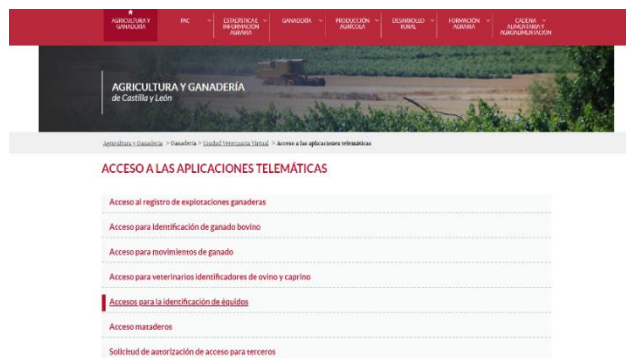 AGRICULTURA Y GANADERÍA
PAC
ESTADÍSTICA E INFORMACIÓN AGRARIA
GANADERÍA
PRODUCCIÓN AGRÍCOLA
DESARROLLO RURAL
FORMACIÓN AGRARIA
CADENA ALIMENTARIA Y AGROALIMENTACIÓN
AGRICULTURA Y GANADERÍA
de Castilla y León
Agricultura y Ganadería > Ganadería > Unidad Veterinaria Virtual > Acceso a las aplicaciones telemáticas
ACCESO A LAS APLICACIONES TELEMÁTICAS
Acceso al registro de explotaciones ganaderas
Acceso para Identificación de ganado bovino
Acceso para movimientos de ganado
Acceso para veterinarios identificadores de ovino y caprino
Accesos para la identificación de équidos
Acceso mataderos
Solicitud de autorización de acceso para terceros